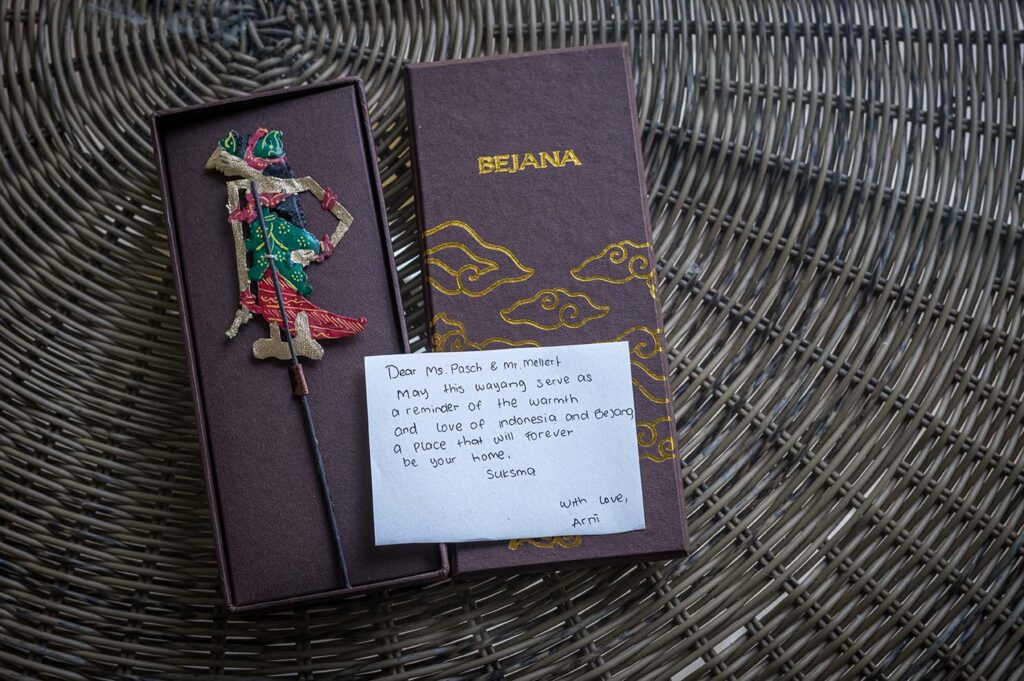 BEJANA
Dear Ms. Pasch & Mr. Mellert
May this wayang serve as
a reminder of the warmth
and love of Indonesia and Bejana,
a place that will forever
be your home.
Suksma
With Love,
Arni